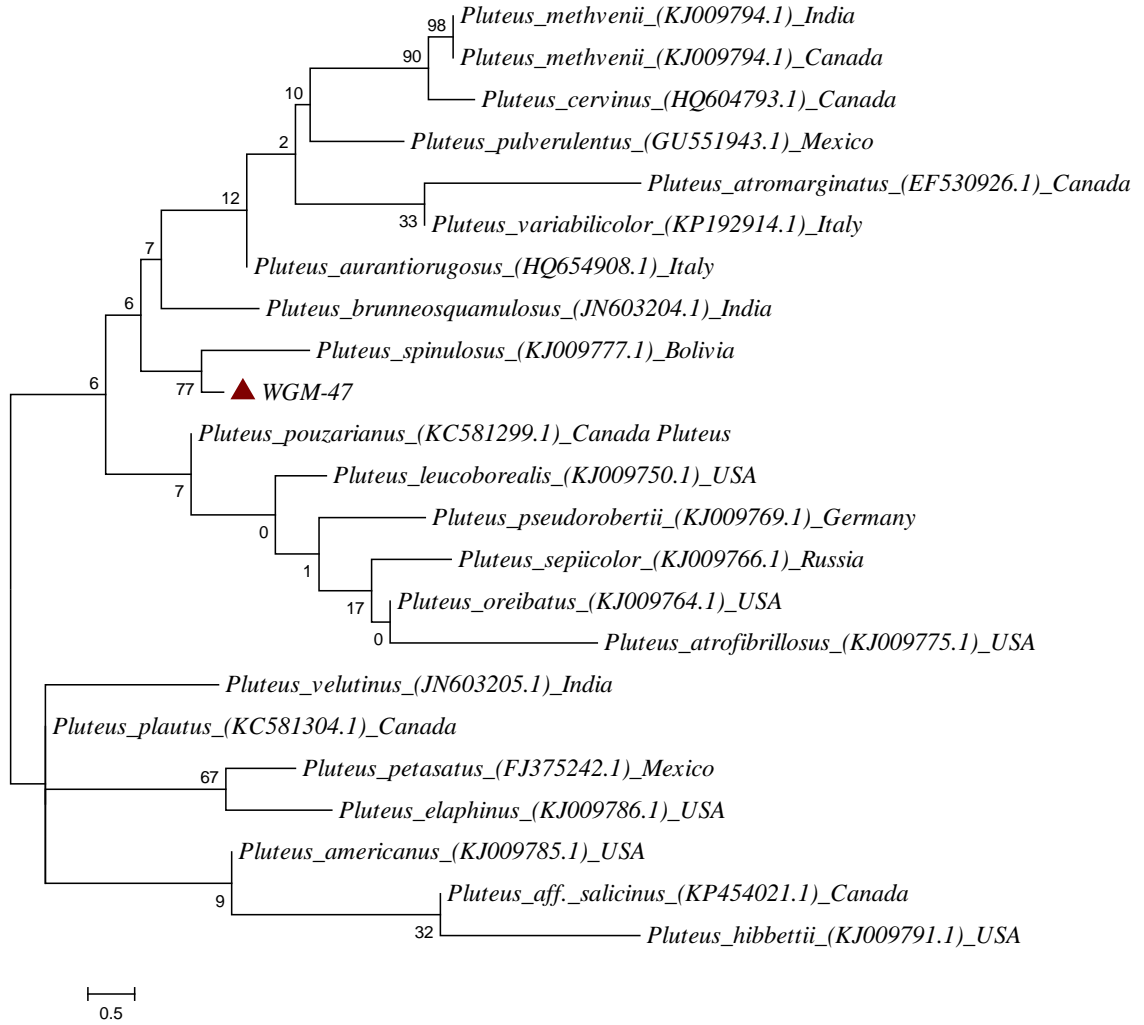 98
Pluteus_methvenii_(KJ009794.1)_India
Pluteus_methvenii_(KJ009794.1)_Canada
90
Pluteus_cervinus_(HQ604793.1)_Canada
10
Pluteus_pulverulentus_(GU551943.1)_Mexico
2
Pluteus_atromarginatus_(EF530926.1)_Canada
12
33
Pluteus_variabilicolor_(KP192914.1)_Italy
7
Pluteus_aurantiorugosus_(HQ654908.1)_Italy
6
Pluteus_brunneosquamulosus_(JN603204.1)_India
Pluteus_spinulosus_(KJ009777.1)_Bolivia
6
77
WGM-47
Pluteus_pouzarianus_(KC581299.1)_Canada Pluteus
7
Pluteus_leucoborealis_(KJ009750.1)_USA
0
Pluteus_pseudorobertii_(KJ009769.1)_Germany
1
Pluteus_sepiicolor_(KJ009766.1)_Russia
17
Pluteus_oreibatus_(KJ009764.1)_USA
0
Pluteus_atrofibrillosus_(KJ009775.1)_USA
Pluteus_velutinus_(JN603205.1)_India
Pluteus_plautus_(KC581304.1)_Canada
67
Pluteus_petasatus_(FJ375242.1)_Mexico
Pluteus_elaphinus_(KJ009786.1)_USA
Pluteus_americanus_(KJ009785.1)_USA
9
Pluteus_aff._salicinus_(KP454021.1)_Canada
32
Pluteus_hibbettii_(KJ009791.1)_USA
0.5